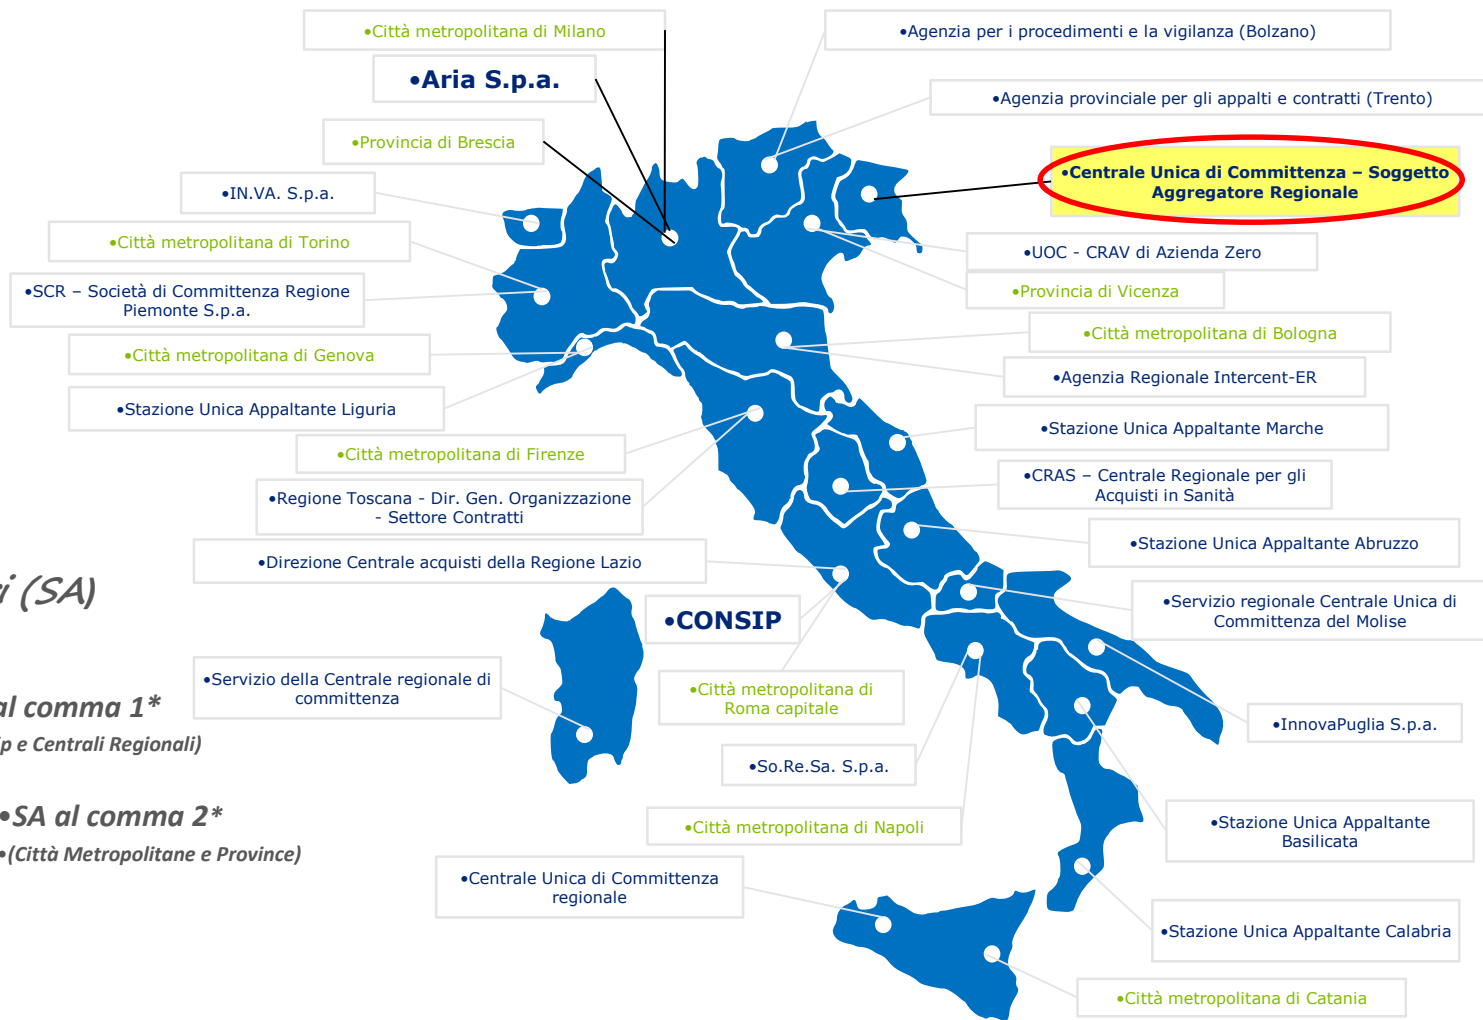 •Città metropolitana di Milano
•Agenzia per i procedimenti e la vigilanza (Bolzano)
•Aria S.p.a.
•Agenzia provinciale per gli appalti e contratti (Trento)
•Provincia di Brescia
•Centrale Unica di Committenza – Soggetto
Aggregatore Regionale
•IN.VA. S.p.a.
•Città metropolitana di Torino
•UOC - CRAV di Azienda Zero
•SCR – Società di Committenza Regione
Piemonte S.p.a.
•Provincia di Vicenza
•Città metropolitana di Genova
•Città metropolitana di Bologna
•Agenzia Regionale Intercent-ER
•Stazione Unica Appaltante Liguria
•Stazione Unica Appaltante Marche
•Città metropolitana di Firenze
•CRAS – Centrale Regionale per gli
Acquisti in Sanità
•Regione Toscana - Dir. Gen. Organizzazione
- Settore Contratti
•Stazione Unica Appaltante Abruzzo
•Direzione Centrale acquisti della Regione Lazio
(SA)
•CONSIP
•Servizio regionale Centrale Unica di
Committenza del Molise
•Servizio della Centrale regionale di
committenza
•Città metropolitana di
Roma capitale
al comma 1*
e Centrali Regionali)
•InnovaPuglia S.p.a.
•So.Re.Sa. S.p.a.
•SA al comma 2*
•(Città Metropolitane e Province)
•Città metropolitana di Napoli
•Stazione Unica Appaltante
Basilicata
•Centrale Unica di Committenza
regionale
•Stazione Unica Appaltante Calabria
•Città metropolitana di Catania